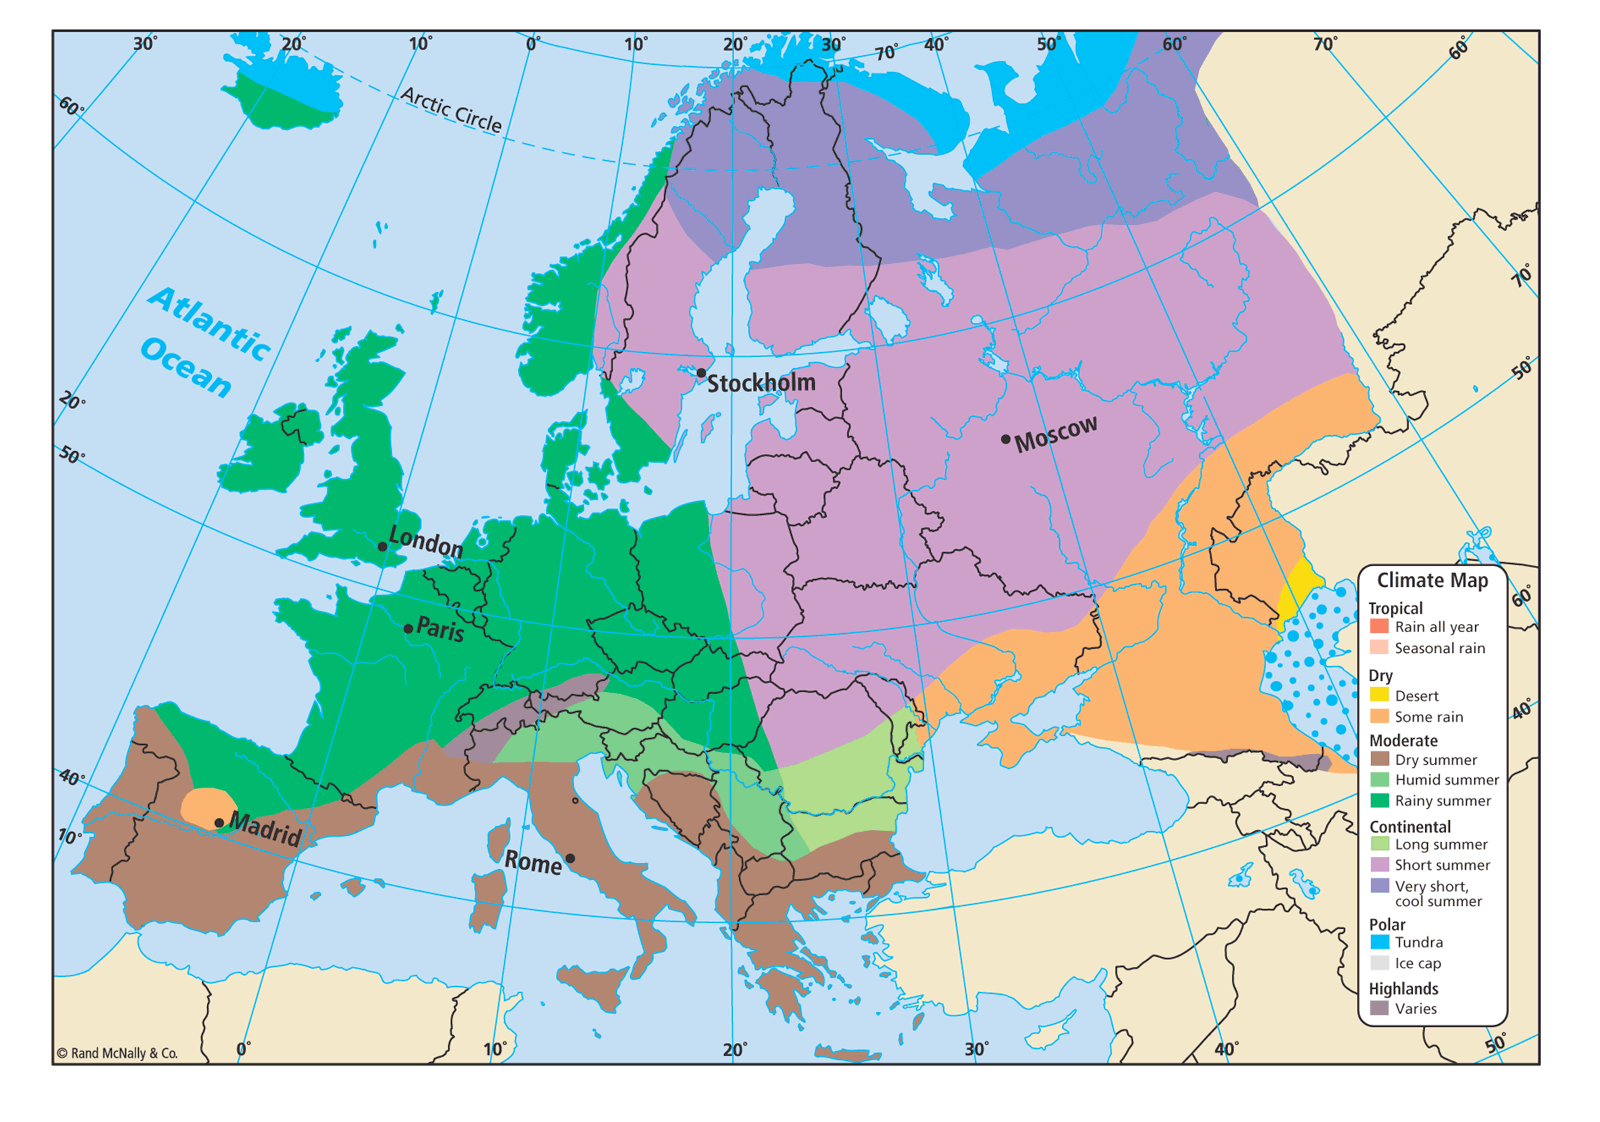 30°
20°
10°
0°
10°
20°
30°
70°
40°
50°
60°
70°
60°
60°
Arctic Circle
Atlantic
Ocean
70°
Stockholm
50°
20°
Moscow
50°
London
Paris
Climate Map
Tropical
Rain all year
Seasonal rain
Dry
Desert
Some rain
Moderate
Dry summer
Humid summer
Rainy summer
Continental
Long summer
Short summer
Very short,
cool summer
Polar
Tundra
Ice cap
Highlands
Varies
60°
40°
40°
10°
Madrid
Rome
© Rand McNally & Co.
0°
10°
20°
30°
40°
50°